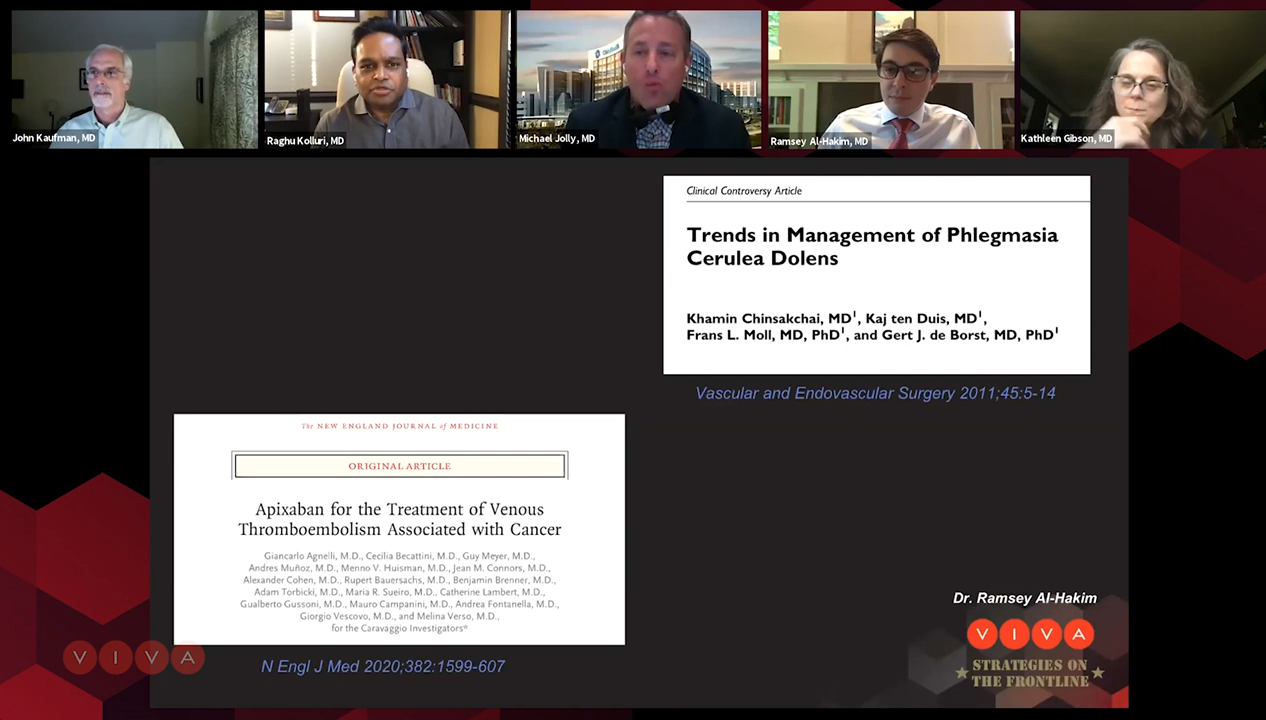 John Kaufman, MD
Raghu Kolluri, MD
Michael Jolly, MD
Ramsey Al-Hakim, MD
Kathleen Gibson, MD
Clinical Controversy Article
Trends in Management of Phlegmasia
Cerulea Dolens
Khamin Chinsakchai, MD¹, Kaj ten Duis, MD¹,
Frans L. Moll, MD, PhD¹, and Gert J. de Borst, MD, PhD¹
Vascular and Endovascular Surgery 2011;45:5-14
The NEW ENGLAND JOURNAL of MEDICINE
ORIGINAL ARTICLE
Apixaban for the Treatment of Venous
Thromboembolism Associated with Cancer
Giancarlo Agnelli, M.D., Cecilia Becattini, M.D., Guy Meyer, M.D.,
Andres Muñoz, M.D., Menno V. Huisman, M.D., Jean M. Connors, M.D.,
Alexander Cohen, M.D., Rupert Bauersachs, M.D., Benjamin Brenner, M.D.,
Adam Torbicki, M.D., Maria R. Sueiro, M.D., Catherine Lambert, M.D.,
Gualberto Gussoni, M.D., Mauro Campanini, M.D., Andrea Fontanella, M.D.,
Giorgio Vescovo, M.D., and Melina Verso, M.D.,
for the Caravaggio Investigators*
N Engl J Med 2020;382:1599-607
VIVA
Dr. Ramsey Al-Hakim
VIVA
STRATEGIES ON
THE FRONTLINE